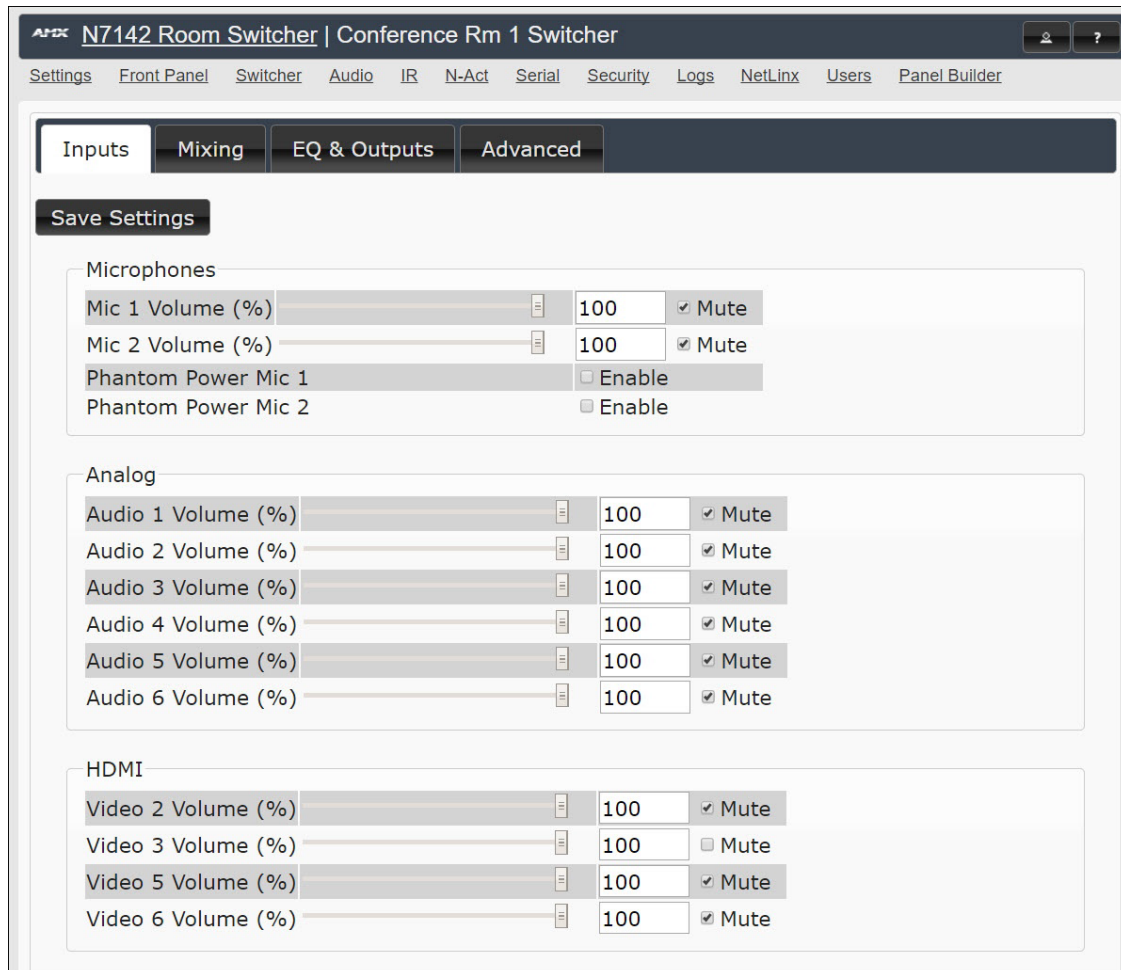 AMX N7142 Room Switcher | Conference Rm 1 Switcher ?
Settings Front Panel Switcher Audio IR N-Act Serial Security Logs NetLinx Users Panel Builder
Inputs Mixing EQ & Outputs Advanced
Save Settings
Microphones
Mic 1 Volume (%) 100 Mute
Mic 2 Volume (%) 100 Mute
Phantom Power Mic 1 Enable
Phantom Power Mic 2 Enable
Analog
Audio 1 Volume (%) 100 Mute
Audio 2 Volume (%) 100 Mute
Audio 3 Volume (%) 100 Mute
Audio 4 Volume (%) 100 Mute
Audio 5 Volume (%) 100 Mute
Audio 6 Volume (%) 100 Mute
HDMI
Video 2 Volume (%) 100 Mute
Video 3 Volume (%) 100 Mute
Video 5 Volume (%) 100 Mute
Video 6 Volume (%) 100 Mute